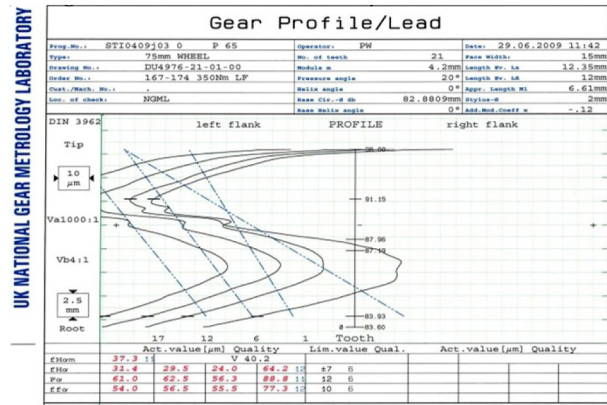 UK NATIONAL GEAR METROLOGY LABORATORY
Gear Profile/Lead
Prog.No.: STI0409j03 0 P 65 Operator: PW Date: 29.06.2009 11:42
Type: 75mm WHEEL No. of teeth 21 Face Width: 15mm
Drawing No.: DU4976-21-01-00 Module m 4.2mm Length Ev. La 12.35mm
Order No.: 167-174 350Nm LF Pressure angle 20° Length Ev. Lß 12mm
Cust./Mach. No.: . Helix angle 0° Appr. Length M1 6.61mm
Loc. of check: NGML Base Cir.-Ø db 82.8809mm Stylus-Ø 2mm
Base Helix angle 0° Add.Mod.Coeff x -.12
DIN 3962 left flank PROFILE right flank
Tip
98.00
10
µm
91.15
Va1000:1
87.96
87.19
Vb4:1
2.5
mm
83.93
Root Ø 83.60
17 12 6 1 Tooth
Act.value[µm] Quality Lim.value Qual. Act.value[µm] Quality
fHαm 37.3 11 V 40.2
fHα 31.4 29.5 24.0 64.2 12 ±7 6
Fα 61.0 62.5 56.3 88.8 11 12 6
ffα 54.0 56.5 55.5 77.3 12 10 6